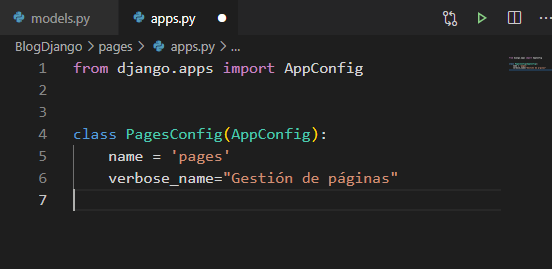 models.py apps.py
BlogDjango > pages > apps.py > ...
1 from django.apps import AppConfig
2
3
4 class PagesConfig(AppConfig):
5 name = 'pages'
6 verbose_name="Gestión de páginas"
7